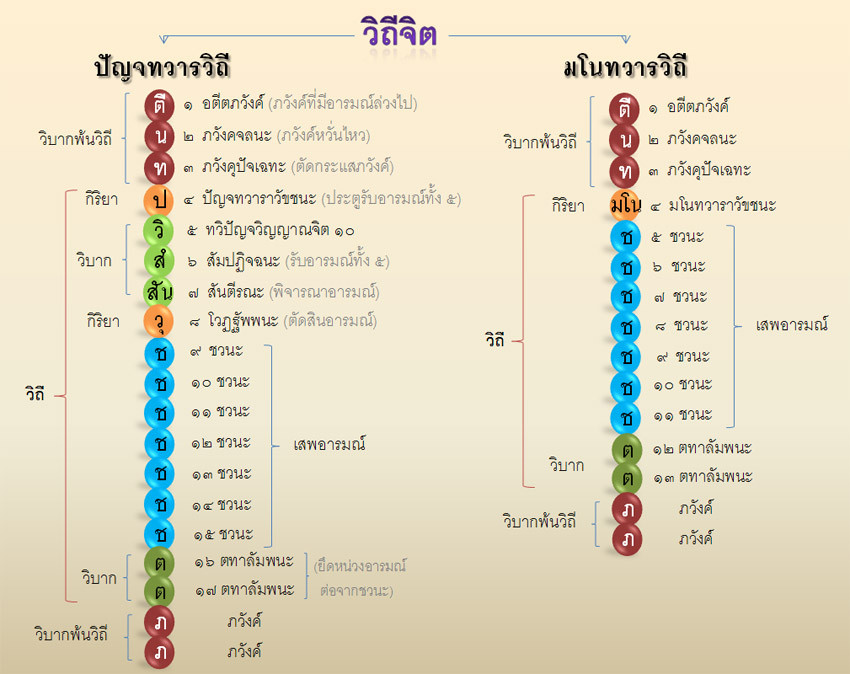 วิถีจิต
ปัญจทวารวิถี
วิบากพ้นวิถี
ตี ๑ อตีตภวังค์ (ภวังค์ที่มีอารมณ์ล่วงไป)
น ๒ ภวังคจลนะ (ภวังค์หวั่นไหว)
ท ๓ ภวังคุปัจเฉทะ (ตัดกระแสภวังค์)
วิถี
กิริยา
ป ๔ ปัญจทวาราวัชชนะ (ประตูรับอารมณ์ทั้ง ๕)
วิบาก
วิ ๕ ทวิปัญจวิญญาณจิต ๑๐
สํ ๖ สัมปฏิจฉนะ (รับอารมณ์ทั้ง ๕)
สัน ๗ สันตีรณะ (พิจารณาอารมณ์)
กิริยา
วุ ๘ โวฏฐัพพนะ (ตัดสินอารมณ์)
ช ๙ ชวนะ
ช ๑๐ ชวนะ
ช ๑๑ ชวนะ
ช ๑๒ ชวนะ
ช ๑๓ ชวนะ
ช ๑๔ ชวนะ
ช ๑๕ ชวนะ
เสพอารมณ์
วิบาก
ต ๑๖ ตทาลัมพนะ
ต ๑๗ ตทาลัมพนะ
(ยึดหน่วงอารมณ์
ต่อจากชวนะ)
วิบากพ้นวิถี
ภ ภวังค์
ภ ภวังค์
มโนทวารวิถี
วิบากพ้นวิถี
ตี ๑ อตีตภวังค์
น ๒ ภวังคจลนะ
ท ๓ ภวังคุปัจเฉทะ
วิถี
กิริยา
มโน ๔ มโนทวาราวัชชนะ
ช ๕ ชวนะ
ช ๖ ชวนะ
ช ๗ ชวนะ
ช ๘ ชวนะ
ช ๙ ชวนะ
ช ๑๐ ชวนะ
ช ๑๑ ชวนะ
เสพอารมณ์
วิบาก
ต ๑๒ ตทาลัมพนะ
ต ๑๓ ตทาลัมพนะ
วิบากพ้นวิถี
ภ ภวังค์
ภ ภวังค์